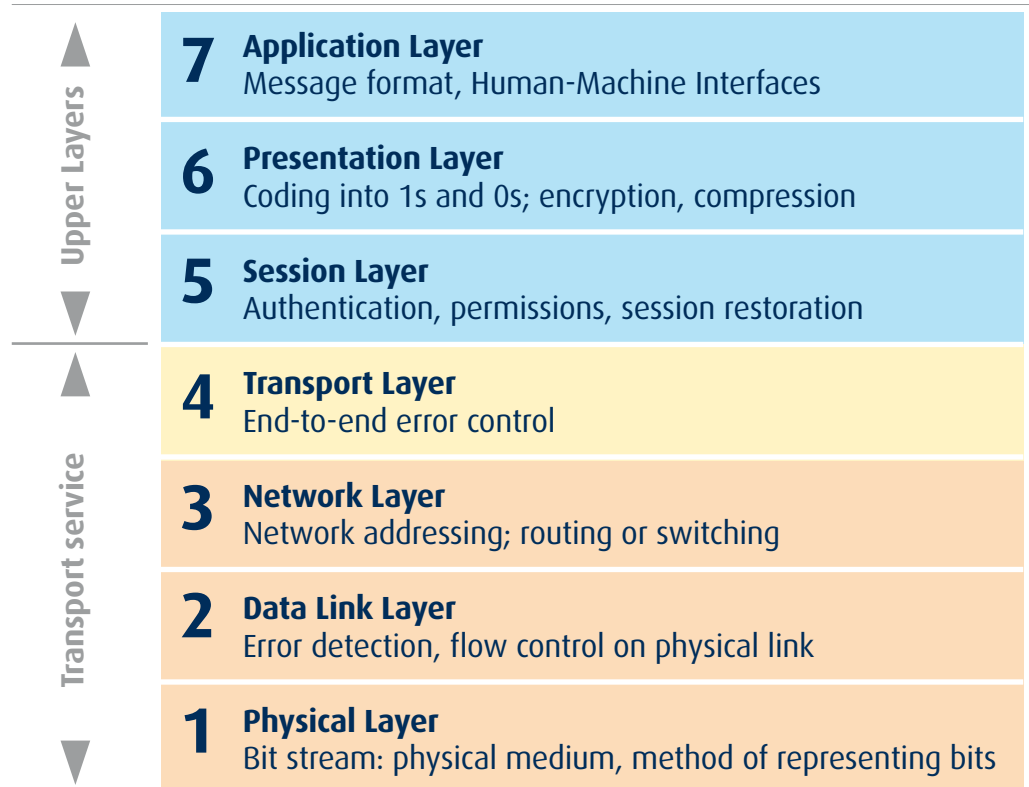 Upper Layers
7
Application Layer
Message format, Human-Machine Interfaces
6
Presentation Layer
Coding into 1s and 0s; encryption, compression
5
Session Layer
Authentication, permissions, session restoration
Transport service
4
Transport Layer
End-to-end error control
3
Network Layer
Network addressing; routing or switching
2
Data Link Layer
Error detection, flow control on physical link
1
Physical Layer
Bit stream: physical medium, method of representing bits